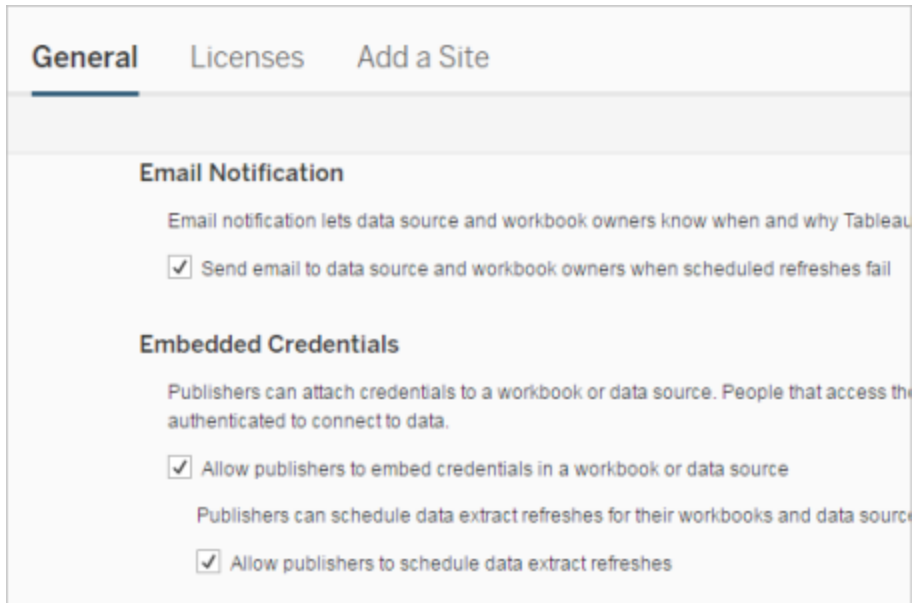 General Licenses Add a Site
Email Notification
Email notification lets data source and workbook owners know when and why Tableau
Send email to data source and workbook owners when scheduled refreshes fail
Embedded Credentials
Publishers can attach credentials to a workbook or data source. People that access the
authenticated to connect to data.
Allow publishers to embed credentials in a workbook or data source
Publishers can schedule data extract refreshes for their workbooks and data source
Allow publishers to schedule data extract refreshes